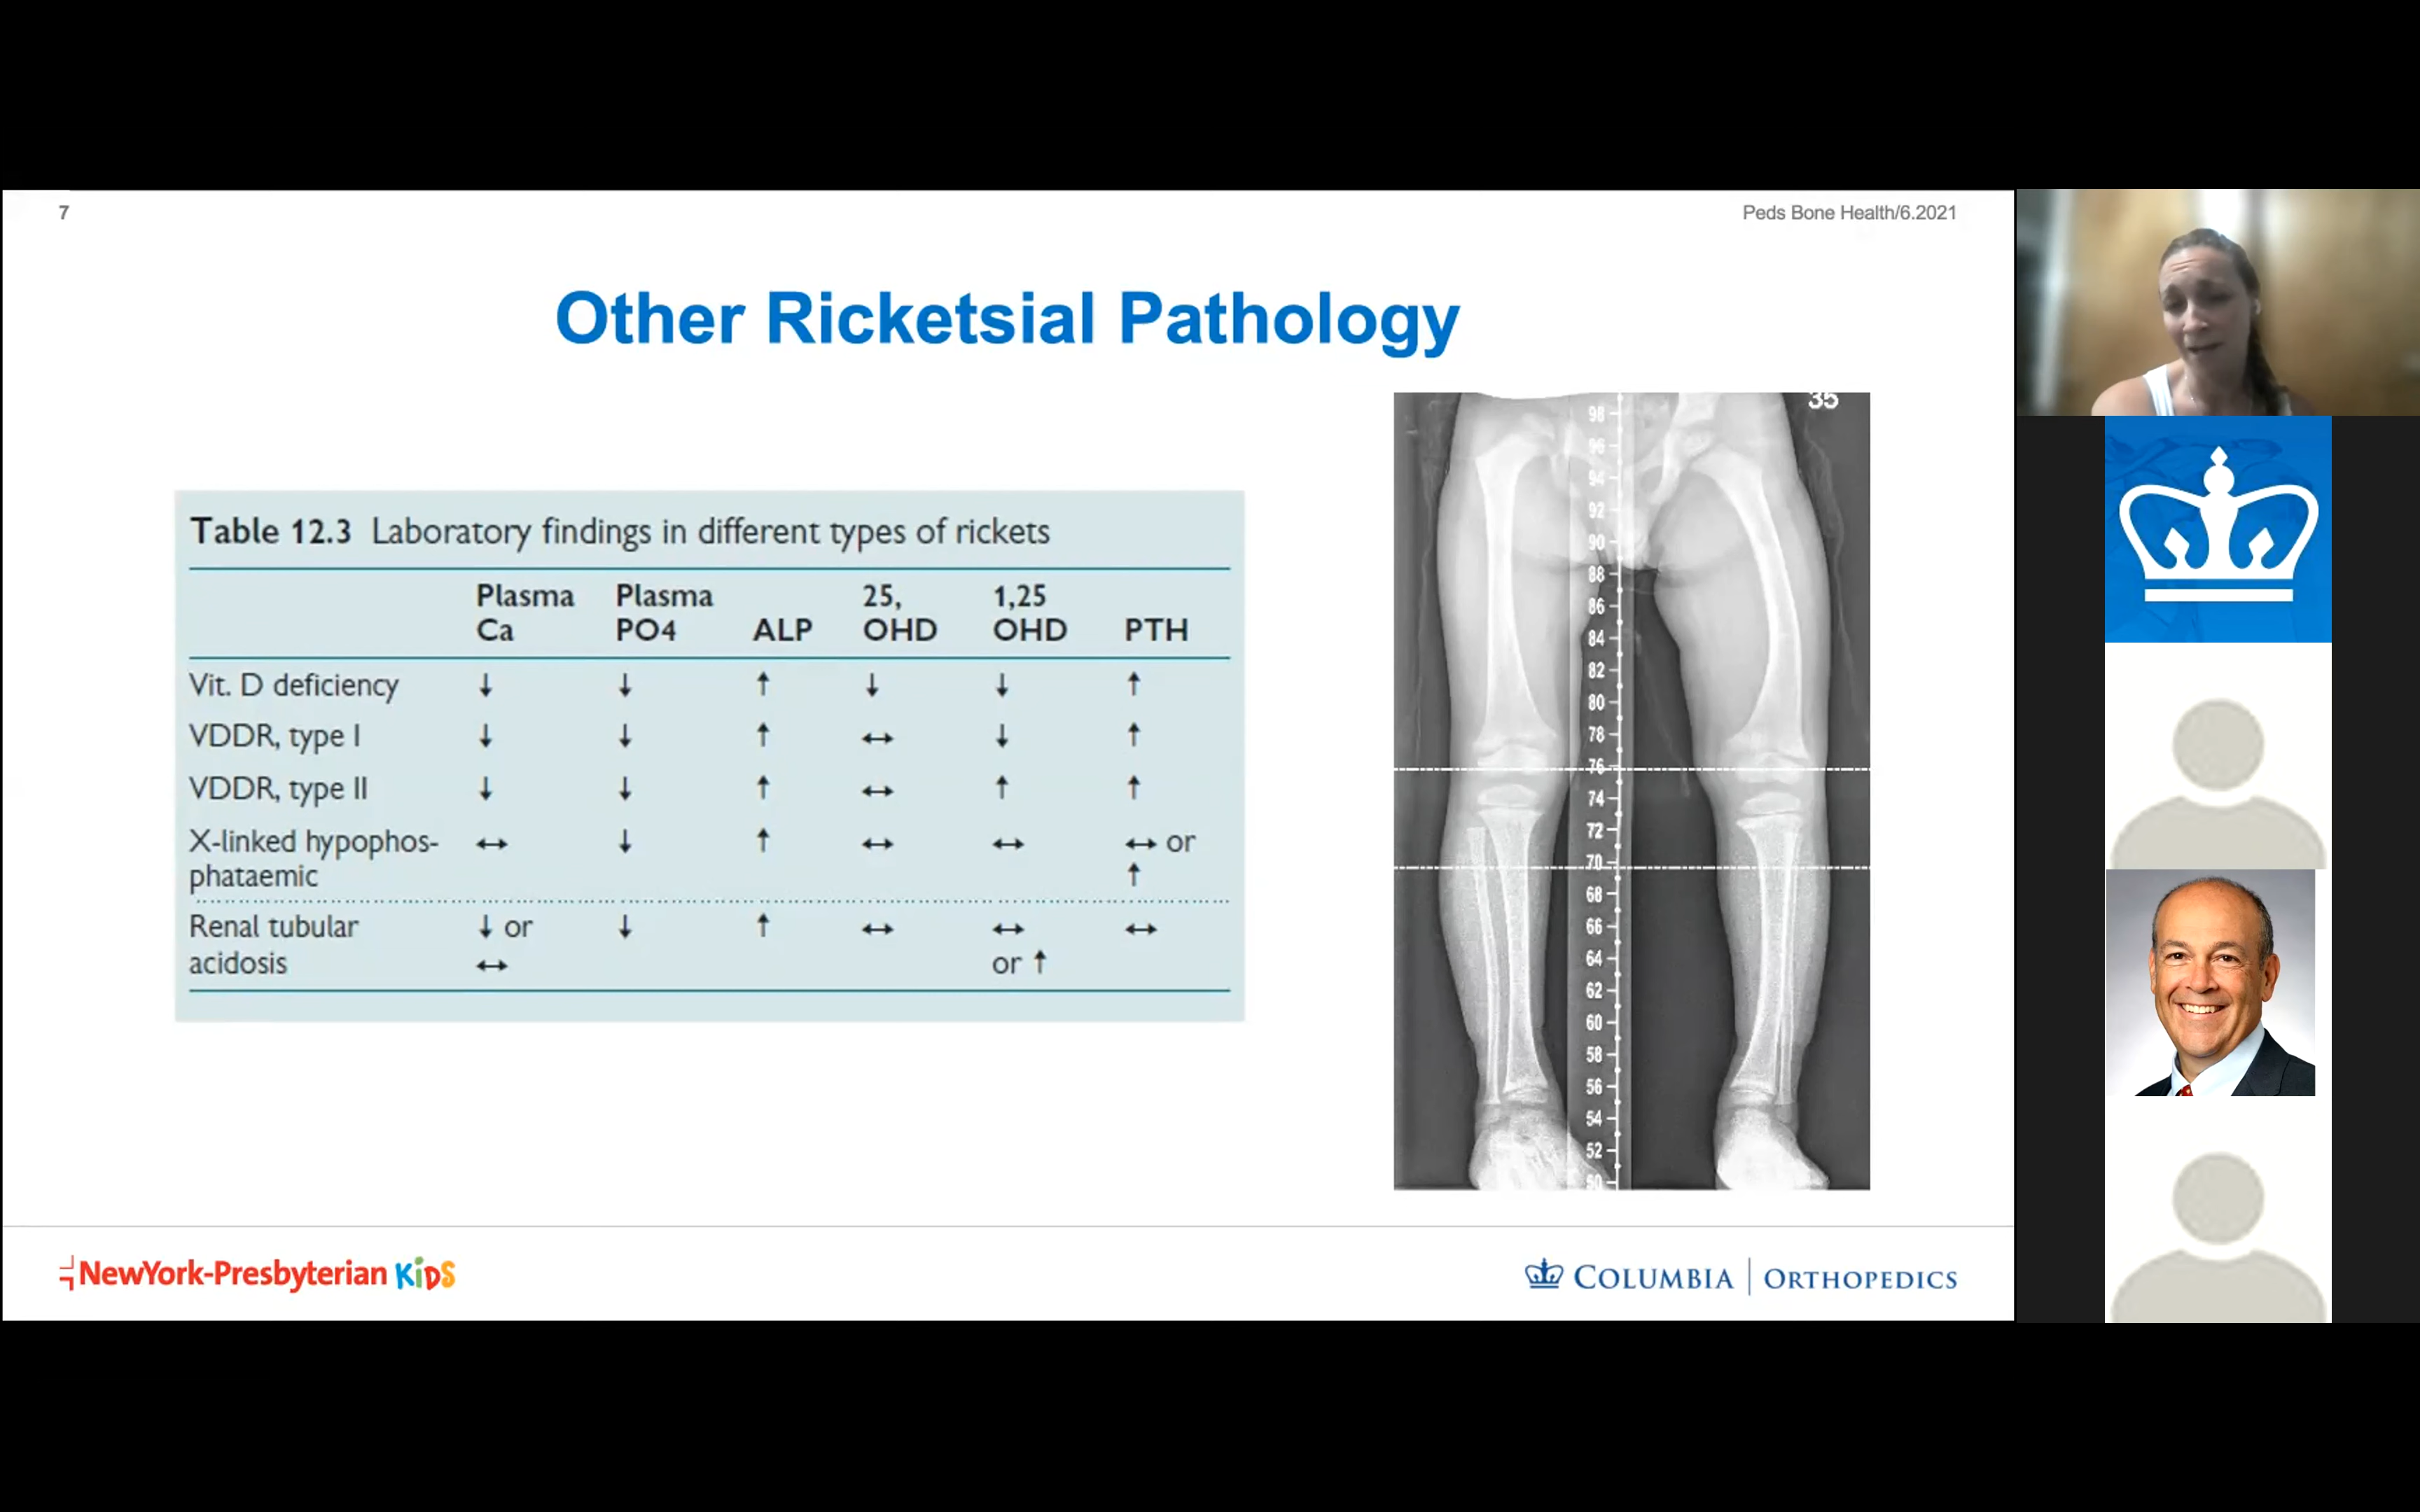 7
Peds Bone Health/6.2021
Other Ricketsial Pathology
Table 12.3 Laboratory findings in different types of rickets
Plasma Ca Plasma PO4 ALP 25, OHD 1,25 OHD PTH
Vit. D deficiency ↓ ↓ ↑ ↓ ↓ ↑
VDDR, type I ↓ ↓ ↑ ↔ ↓ ↑
VDDR, type II ↓ ↓ ↑ ↔ ↑ ↑
X-linked hypophos- ↔ ↓ ↑ ↔ ↔ ↔ or
phataemic ↑
Renal tubular ↓ or ↓ ↑ ↔ ↔ ↔
acidosis ↔ or ↑
35
98
96
94
92
90
88
86
84
82
80
78
76
74
72
70
68
66
64
62
60
58
56
54
52
50
NewYork-Presbyterian KiDS
COLUMBIA | ORTHOPEDICS